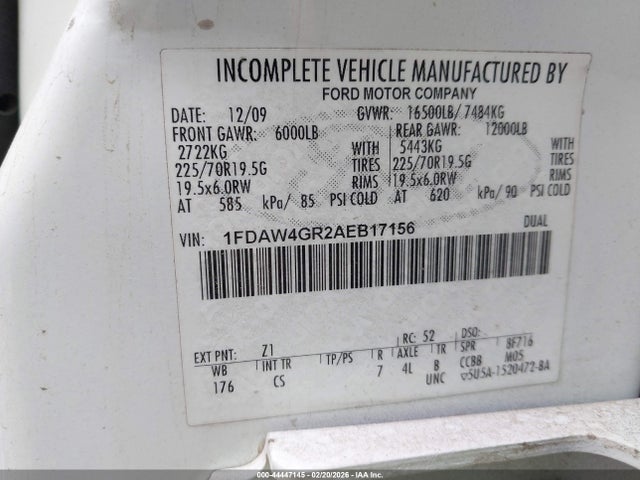 INCOMPLETE VEHICLE MANUFACTURED BY
FORD MOTOR COMPANY
DATE: 12/09 GVWR: 16500LB/ 7484KG
FRONT GAWR: 6000LB REAR GAWR: 12000LB
2722KG WITH 5443KG WITH
225/70R19.5G TIRES 225/70R19.5G TIRES
19.5x6.0RW RIMS 19.5x6.0RW RIMS
AT 585 kPa/ 85 PSI COLD AT 620 kPa/ 90 PSI COLD
VIN: 1FDAW4GR2AEB17156 DUAL
EXT PNT: Z1 RC: 52 DSO:
WB INT TR TP/PS R AXLE TR SPR 8F716
176 CS 7 4L B CCBB M05
UNC 5U5A-1520472-BA
000-44447145 - 02/20/2026 - IAA Inc.